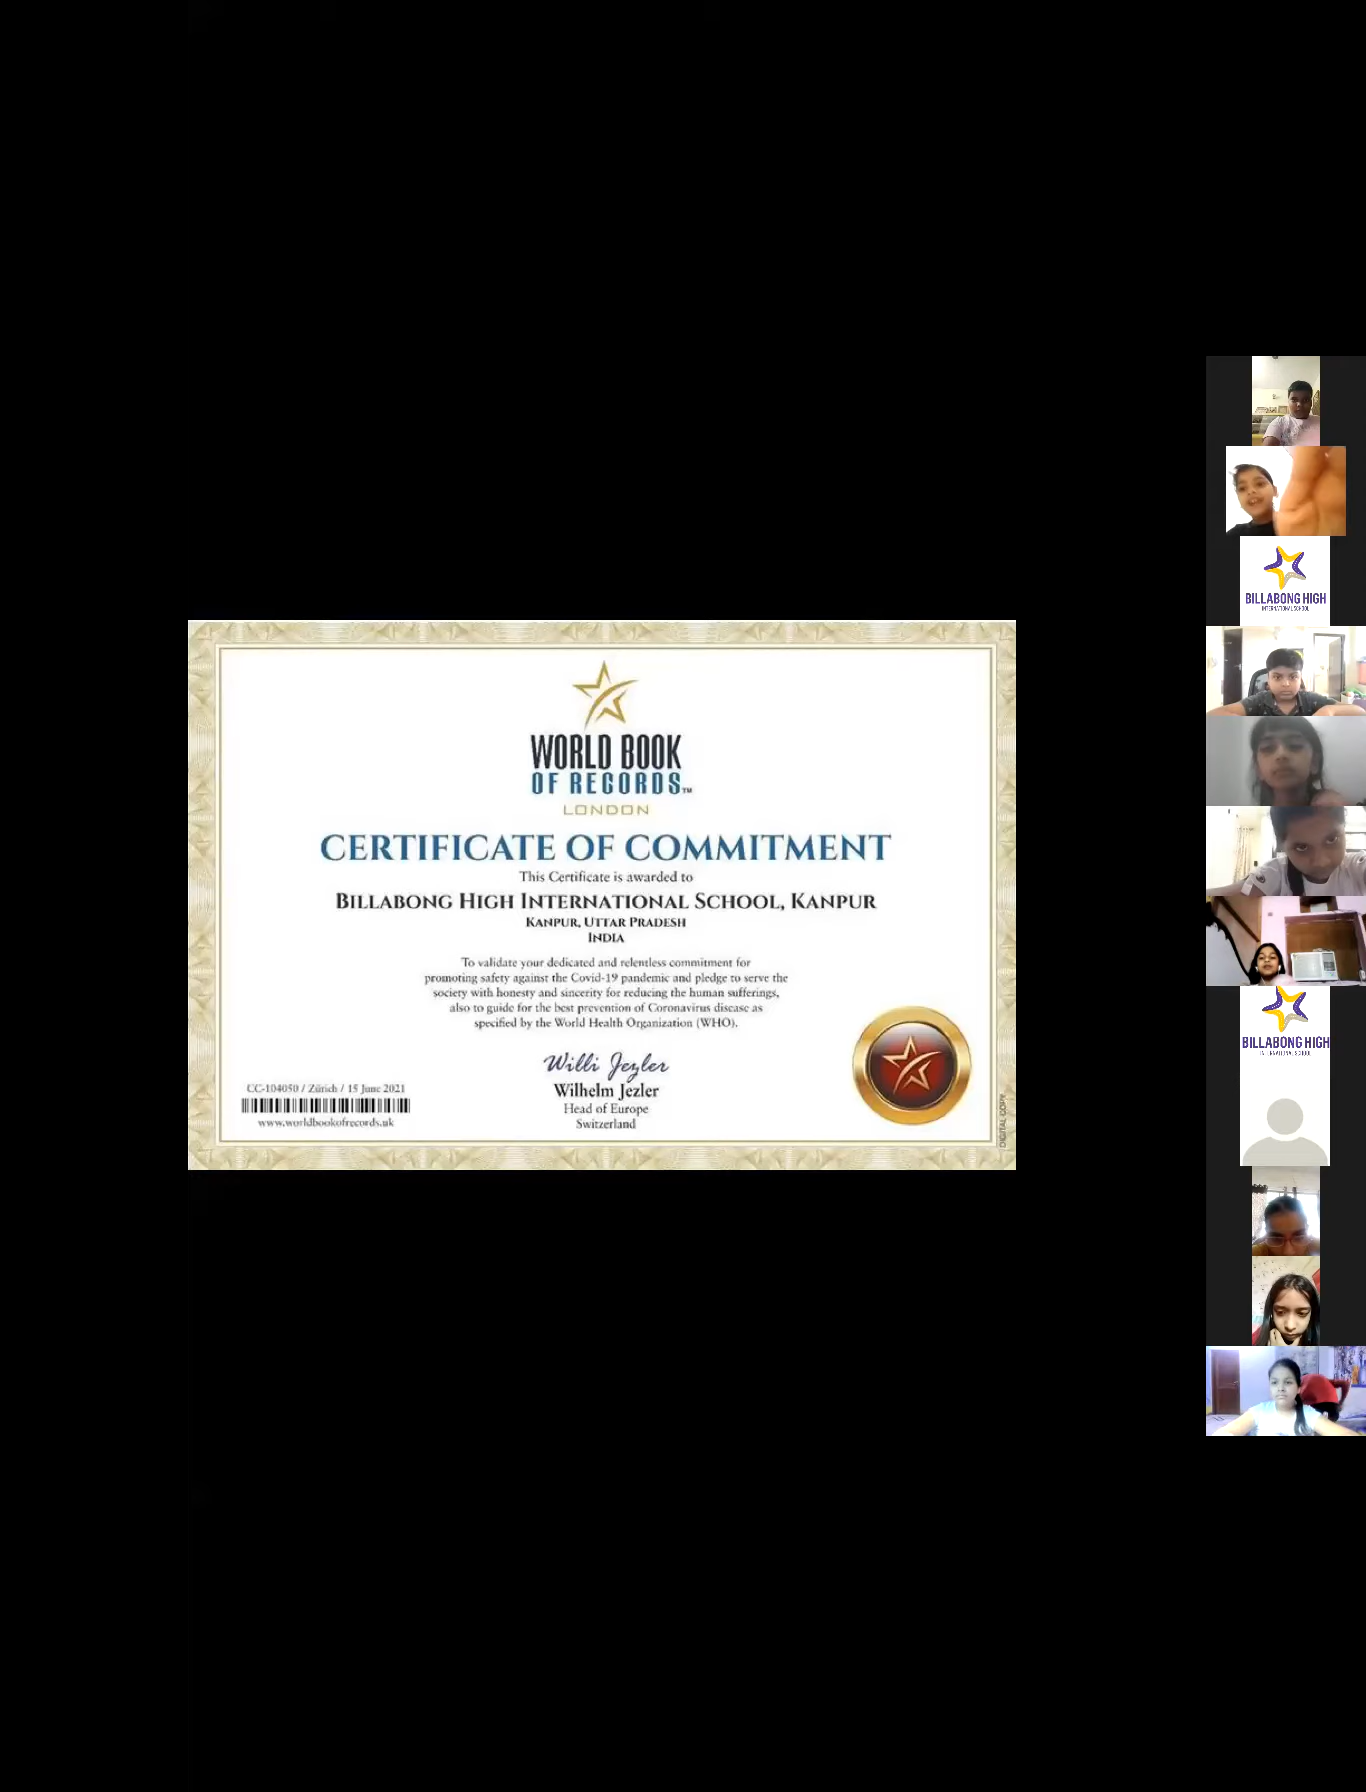 WORLD BOOK
OF RECORDS™
LONDON
CERTIFICATE OF COMMITMENT
This Certificate is awarded to
BILLABONG HIGH INTERNATIONAL SCHOOL, KANPUR
KANPUR, UTTAR PRADESH
INDIA
To validate your dedicated and relentless commitment for
promoting safety against the Covid-19 pandemic and pledge to serve the
society with honesty and sincerity for reducing the human sufferings,
also to guide for the best prevention of Coronavirus disease as
specified by the World Health Organization (WHO).
Willi Jezler
Wilhelm Jezler
Head of Europe
Switzerland
CC-104050 / Zürich / 15 June 2021
www.worldbookofrecords.uk
DIGITAL COPY
BILLABONG HIGH
INTERNATIONAL SCHOOL
BILLABONG HIGH
INTERNATIONAL SCHOOL